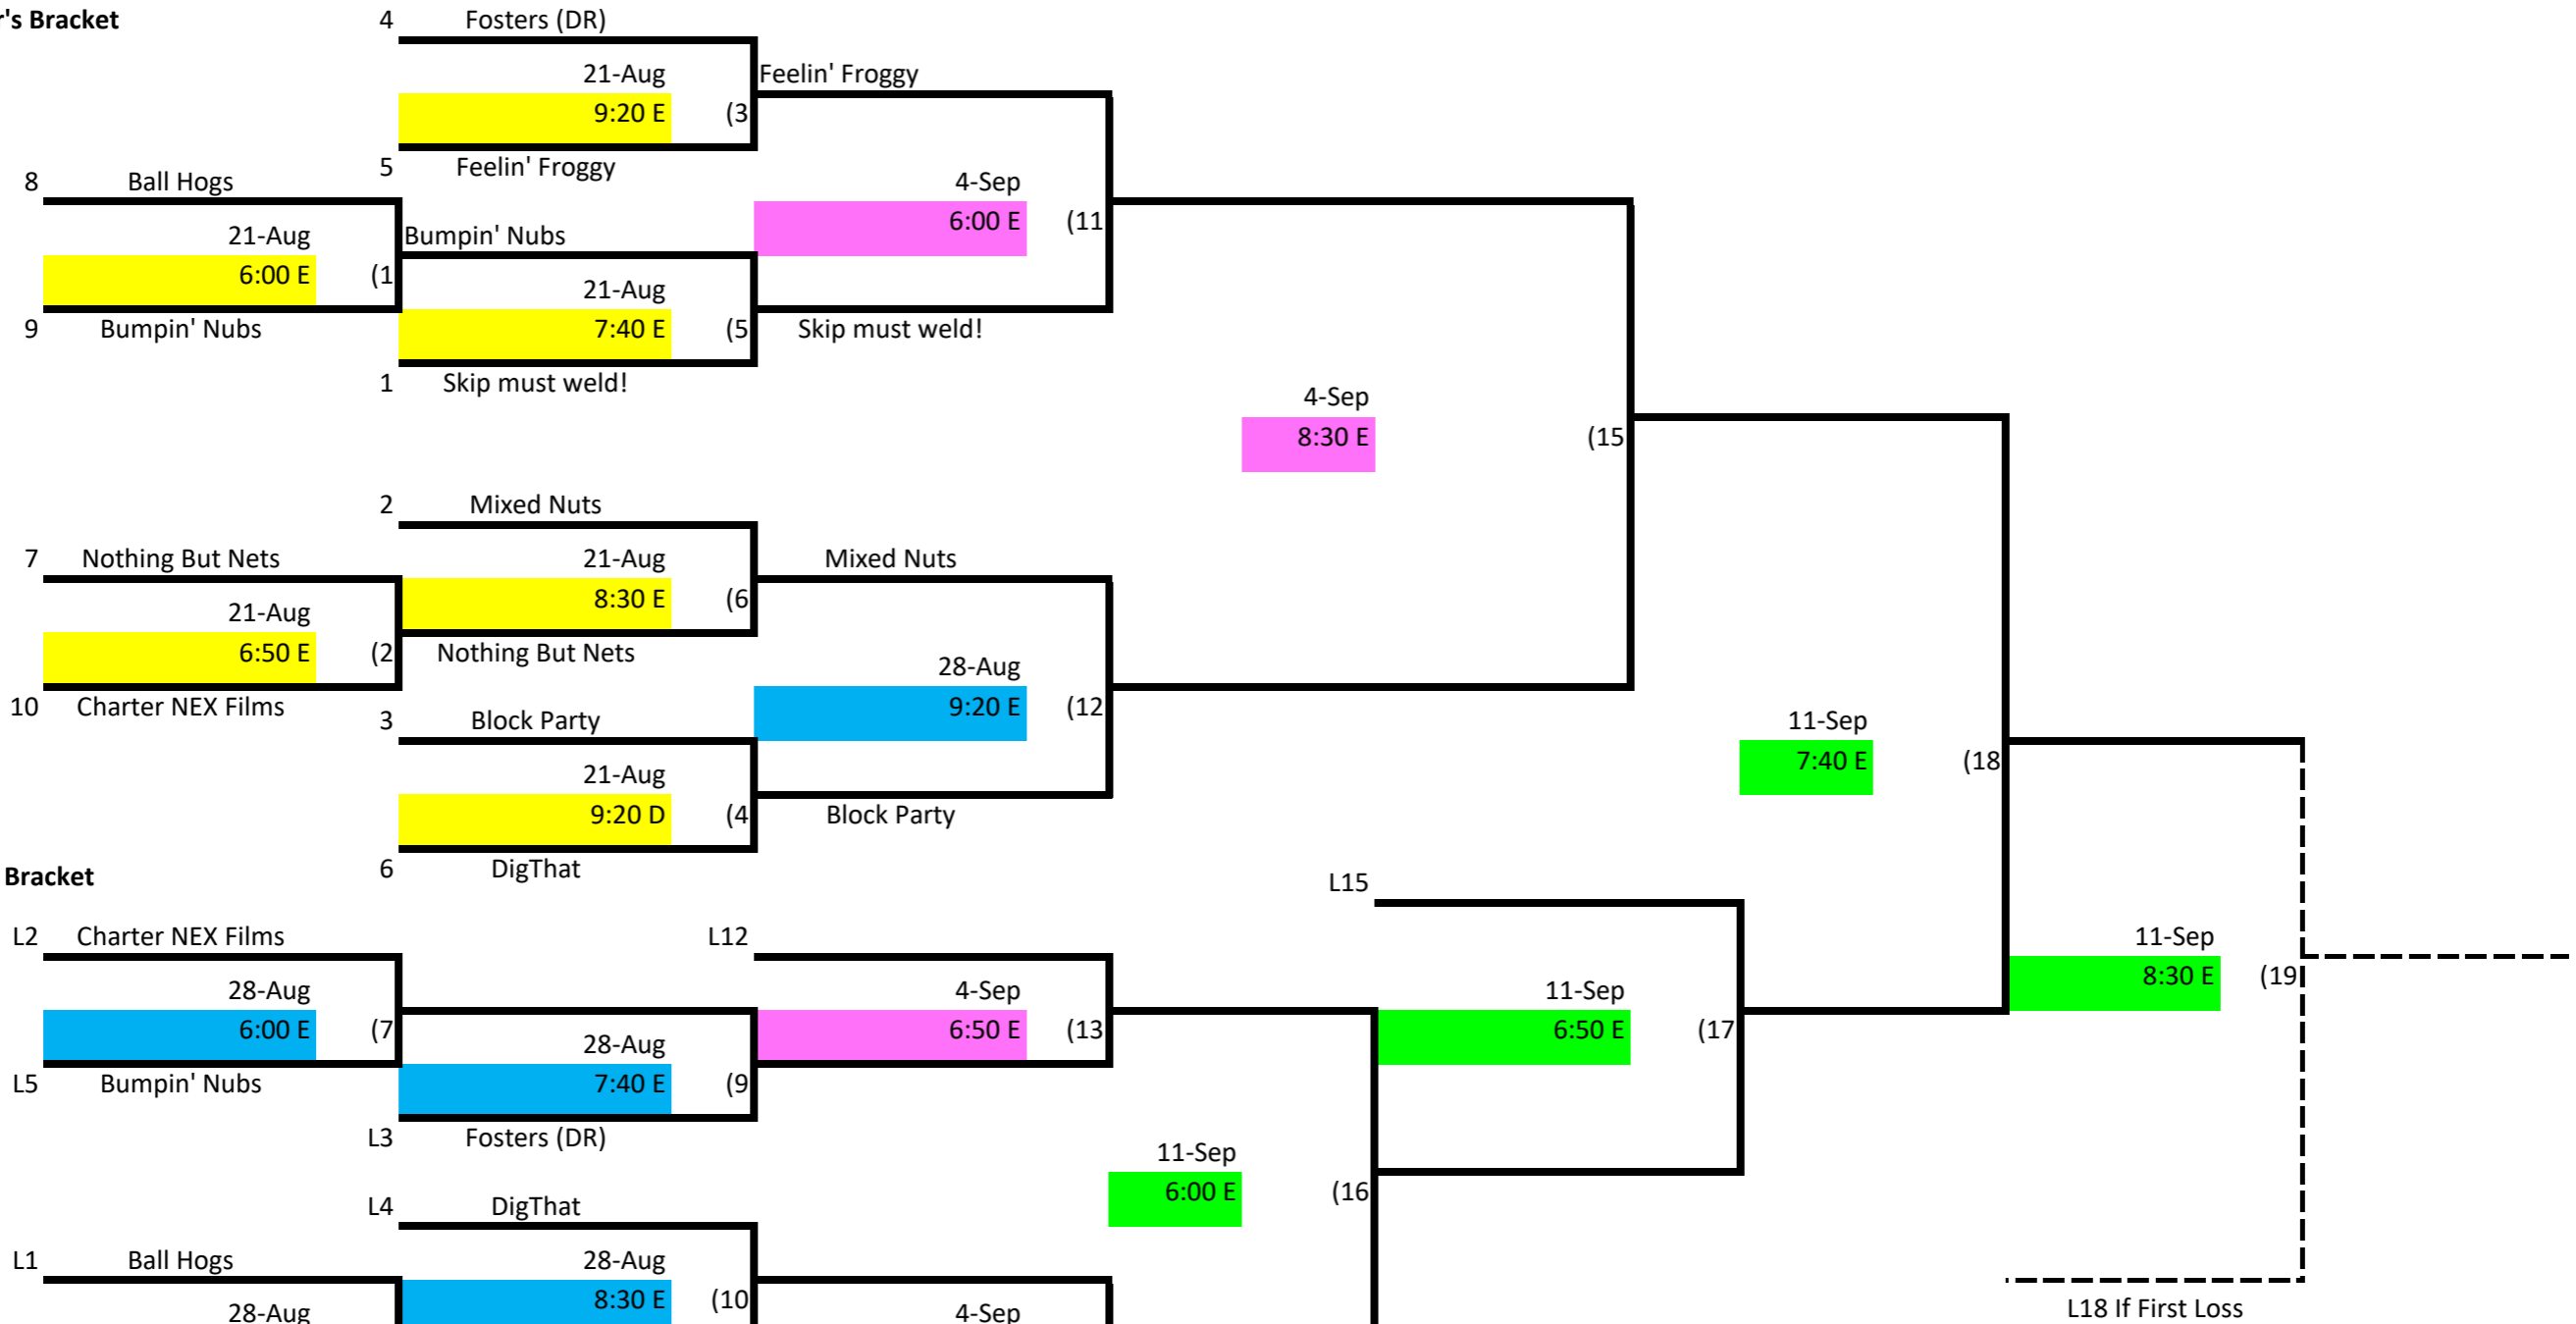 r's Bracket
4 Fosters (DR)
21-Aug
Feelin' Froggy
9:20 E (3
5 Feelin' Froggy
8 Ball Hogs
4-Sep
6:00 E (11
21-Aug
Bumpin' Nubs
6:00 E (1
21-Aug
9 Bumpin' Nubs
7:40 E (5
Skip must weld!
1 Skip must weld!
4-Sep
8:30 E (15
2 Mixed Nuts
7 Nothing But Nets
21-Aug
Mixed Nuts
8:30 E (6
21-Aug
6:50 E (2
Nothing But Nets
28-Aug
9:20 E (12
10 Charter NEX Films
3 Block Party
11-Sep
7:40 E (18
21-Aug
9:20 D (4
Block Party
6 DigThat
Bracket
L15
L2 Charter NEX Films
L12
11-Sep
8:30 E (19
28-Aug
4-Sep
11-Sep
6:00 E (7
6:50 E (13
6:50 E (17
28-Aug
L5 Bumpin' Nubs
7:40 E (9
L3 Fosters (DR)
11-Sep
6:00 E (16
L4 DigThat
L1 Ball Hogs
28-Aug
8:30 E (10
28-Aug
4-Sep
L18 If First Loss